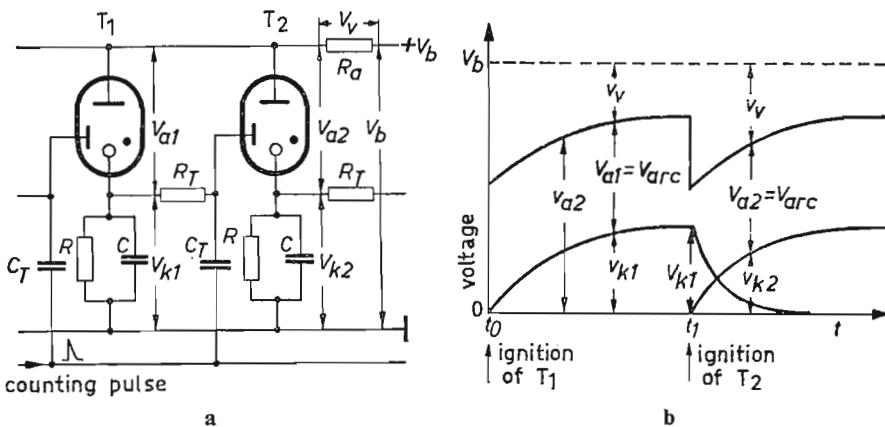 T1 T2 Vv
+Vb
Ra
Va1 Va2 Vb
RT RT
R C Vk1 CT R C Vk2
CT
counting pulse
a
Vb
vv vv
va2 Va1=Varc Va2=Varc
voltage
vk1 Vk1 vk2
0
t0 t1 t
ignition of T1
ignition of T2
b